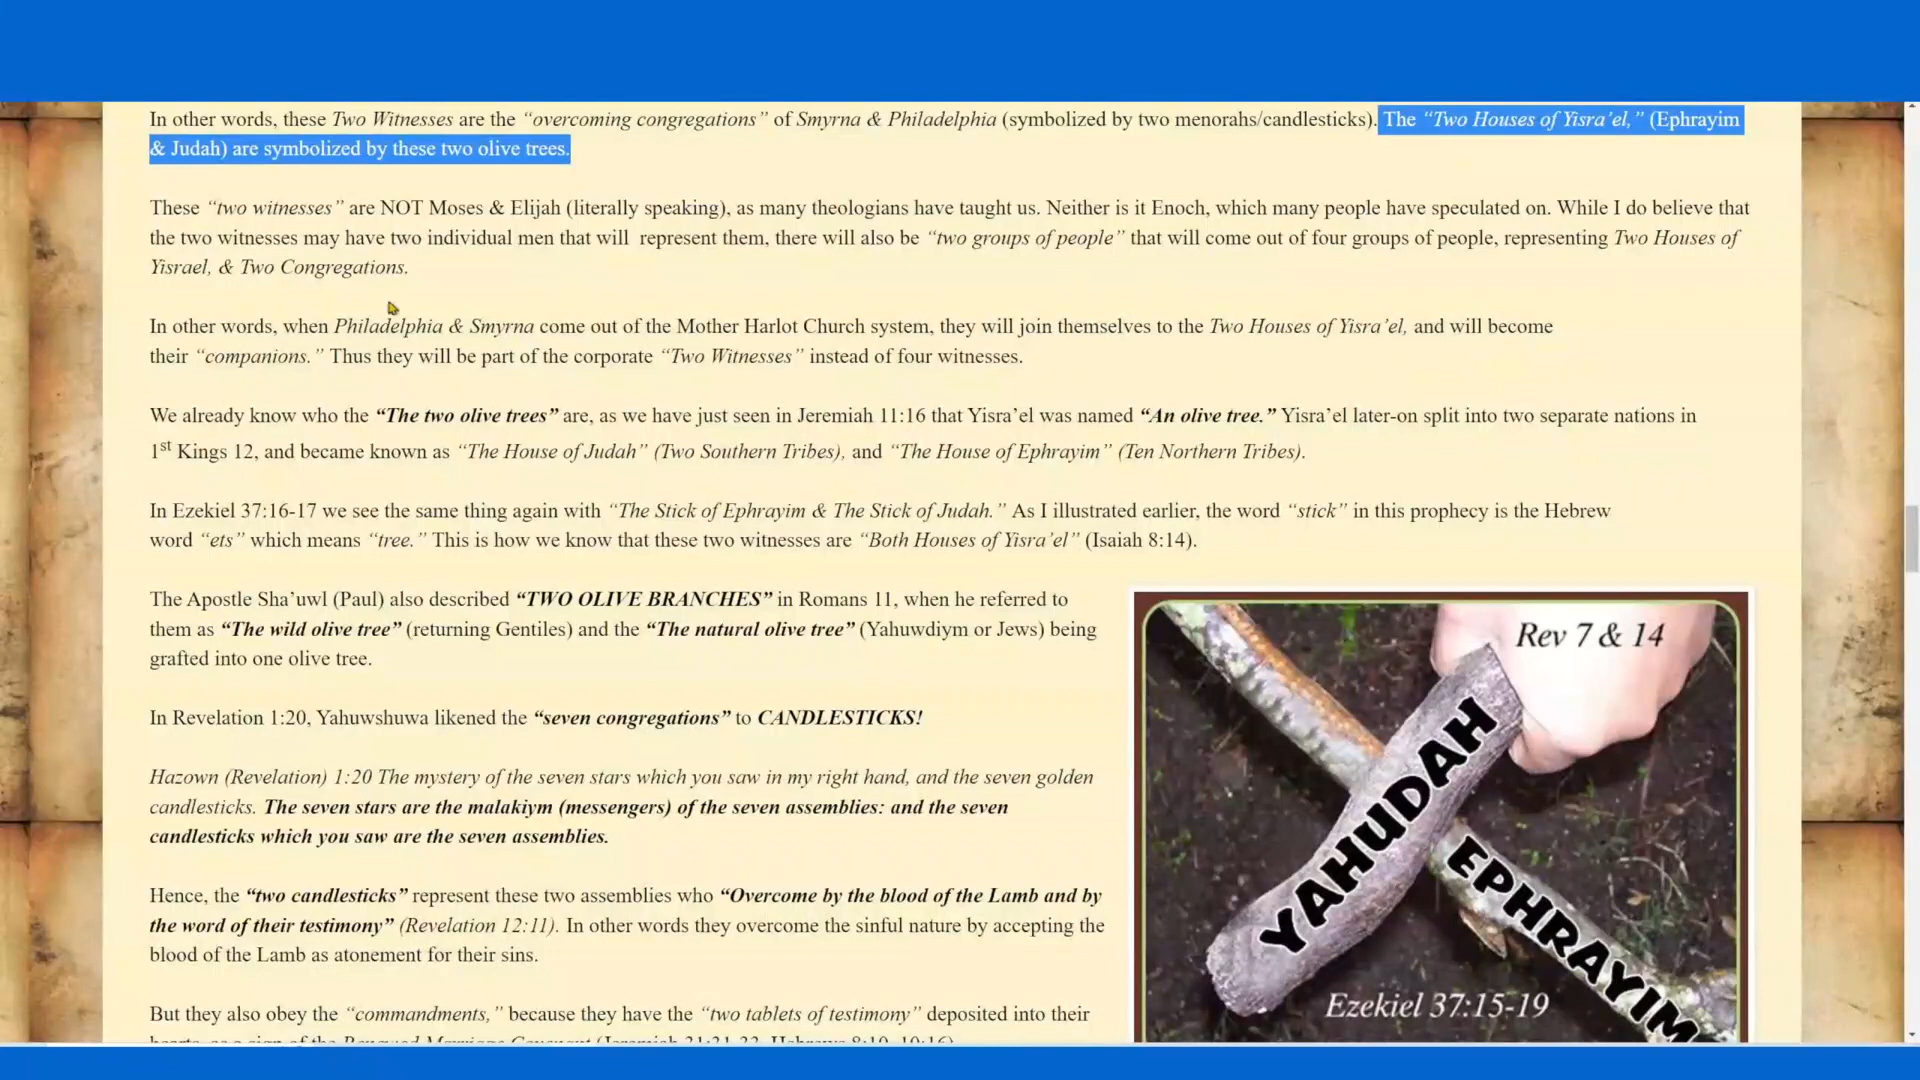 In other words, these Two Witnesses are the “overcoming congregations” of Smyrna & Philadelphia (symbolized by two menorahs/candlesticks). The “Two Houses of Yisra’el,” (Ephrayim
& Judah) are symbolized by these two olive trees.
These “two witnesses” are NOT Moses & Elijah (literally speaking), as many theologians have taught us. Neither is it Enoch, which many people have speculated on. While I do believe that
the two witnesses may have two individual men that will represent them, there will also be “two groups of people” that will come out of four groups of people, representing Two Houses of
Yisrael, & Two Congregations.
In other words, when Philadelphia & Smyrna come out of the Mother Harlot Church system, they will join themselves to the Two Houses of Yisra’el, and will become
their “companions.” Thus they will be part of the corporate “Two Witnesses” instead of four witnesses.
We already know who the “The two olive trees” are, as we have just seen in Jeremiah 11:16 that Yisra’el was named “An olive tree.” Yisra’el later-on split into two separate nations in
1st Kings 12, and became known as “The House of Judah” (Two Southern Tribes), and “The House of Ephrayim” (Ten Northern Tribes).
In Ezekiel 37:16-17 we see the same thing again with “The Stick of Ephrayim & The Stick of Judah.” As I illustrated earlier, the word “stick” in this prophecy is the Hebrew
word “ets” which means “tree.” This is how we know that these two witnesses are “Both Houses of Yisra’el” (Isaiah 8:14).
The Apostle Sha’uwl (Paul) also described “TWO OLIVE BRANCHES” in Romans 11, when he referred to
them as “The wild olive tree” (returning Gentiles) and the “The natural olive tree” (Yahuwdiym or Jews) being
grafted into one olive tree.
In Revelation 1:20, Yahuwshuwa likened the “seven congregations” to CANDLESTICKS!
Hazown (Revelation) 1:20 The mystery of the seven stars which you saw in my right hand, and the seven golden
candlesticks. The seven stars are the malakiym (messengers) of the seven assemblies: and the seven
candlesticks which you saw are the seven assemblies.
Hence, the “two candlesticks” represent these two assemblies who “Overcome by the blood of the Lamb and by
the word of their testimony” (Revelation 12:11). In other words they overcome the sinful nature by accepting the
blood of the Lamb as atonement for their sins.
But they also obey the “commandments,” because they have the “two tablets of testimony” deposited into their
Rev 7 & 14
YAHUDAH
EPHRAYIM
Ezekiel 37:15-19